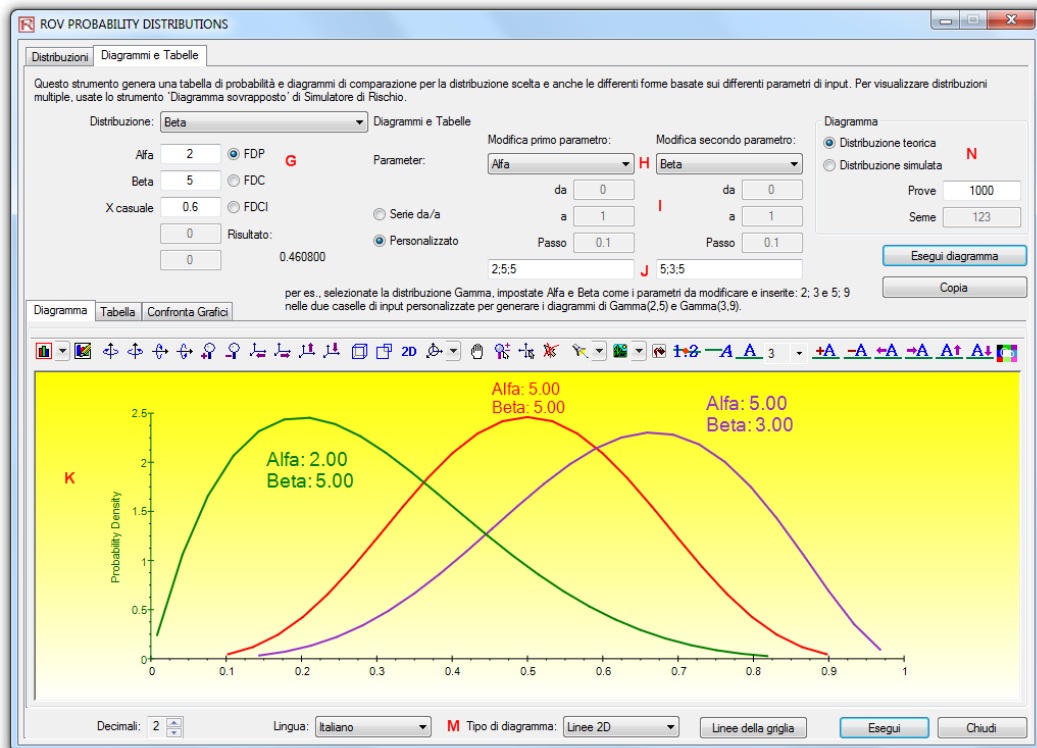 ROV PROBABILITY DISTRIBUTIONS
Distribuzioni Diagrammi e Tabelle
Questo strumento genera una tabella di probabilità e diagrammi di comparazione per la distribuzione scelta e anche le differenti forme basate sui differenti parametri di input. Per visualizzare distribuzioni
multiple, usate lo strumento 'Diagramma sovrapposto' di Simulatore di Rischio.
Distribuzione: Beta Diagrammi e Tabelle
Alfa 2 FDP G
Beta 5 FDC
X casuale 0.6 FDCI
0 Risultato:
0 0.460800
Parameter:
Serie da/a
Personalizzato
Modifica primo parametro: Modifica secondo parametro:
Alfa H Beta
da 0 da 0
a 1 I a 1
Passo 0.1 Passo 0.1
2;5;5 J 5;3;5
per es., selezionate la distribuzione Gamma, impostate Alfa e Beta come i parametri da modificare e inserite: 2; 3 e 5; 9
nelle due caselle di input personalizzate per generare i diagrammi di Gamma(2,5) e Gamma(3,9).
Diagramma
Distribuzione teorica N
Distribuzione simulata
Prove 1000
Seme 123
Esegui diagramma
Copia
Diagramma Tabella Confronta Grafici
2D 1+2 A A 3 +A -A A A A A
K
Probability Density
2.5
2
1.5
1
0.5
0
Alfa: 2.00
Beta: 5.00
Alfa: 5.00
Beta: 5.00
Alfa: 5.00
Beta: 3.00
0 0.1 0.2 0.3 0.4 0.5 0.6 0.7 0.8 0.9 1
Decimali: 2 Lingua: Italiano M Tipo di diagramma: Linee 2D Linee della griglia Esegui Chiudi